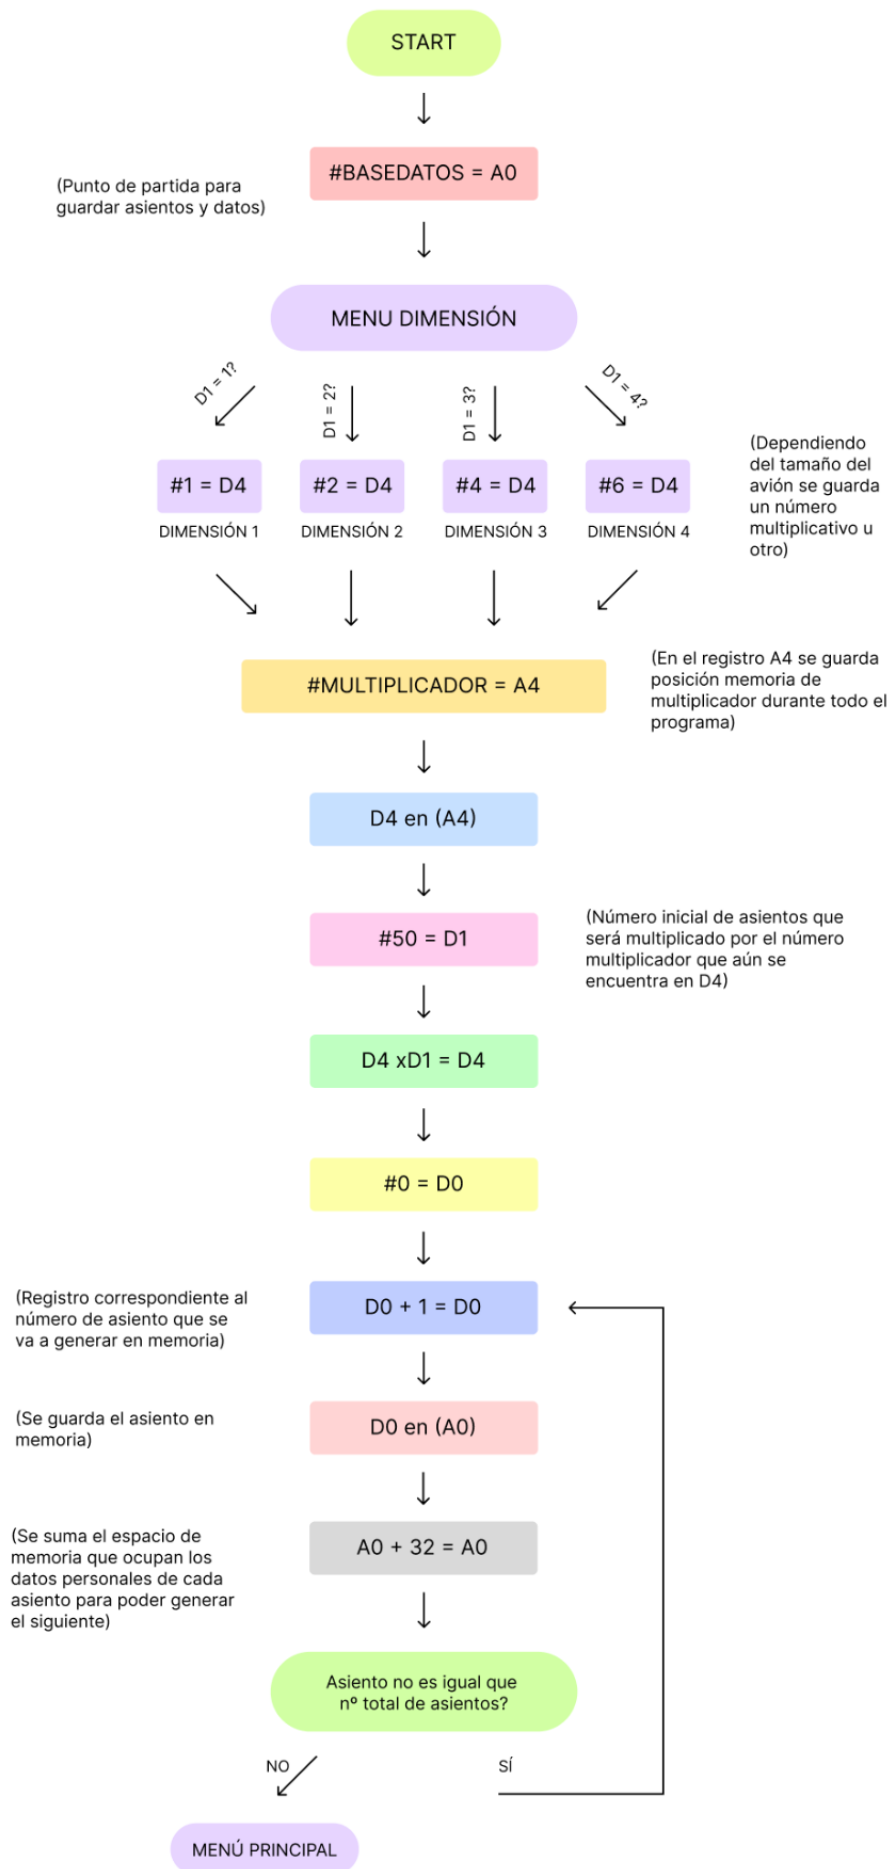 START
#BASEDATOS = A0
(Punto de partida para
guardar asientos y datos)
MENU DIMENSIÓN
D1 = 1?
D1 = 2?
D1 = 3?
D1 = 4?
#1 = D4
#2 = D4
#4 = D4
#6 = D4
DIMENSIÓN 1
DIMENSIÓN 2
DIMENSIÓN 3
DIMENSIÓN 4
(Dependiendo
del tamaño del
avión se guarda
un número
multiplicativo u
otro)
#MULTIPLICADOR = A4
(En el registro A4 se guarda
posición memoria de
multiplicador durante todo el
programa)
D4 en (A4)
#50 = D1
(Número inicial de asientos que
será multiplicado por el número
multiplicador que aún se
encuentra en D4)
D4 xD1 = D4
#0 = D0
(Registro correspondiente al
número de asiento que se
va a generar en memoria)
D0 + 1 = D0
(Se guarda el asiento en
memoria)
D0 en (A0)
(Se suma el espacio de
memoria que ocupan los
datos personales de cada
asiento para poder generar
el siguiente)
A0 + 32 = A0
Asiento no es igual que
nº total de asientos?
NO
SÍ
MENÚ PRINCIPAL